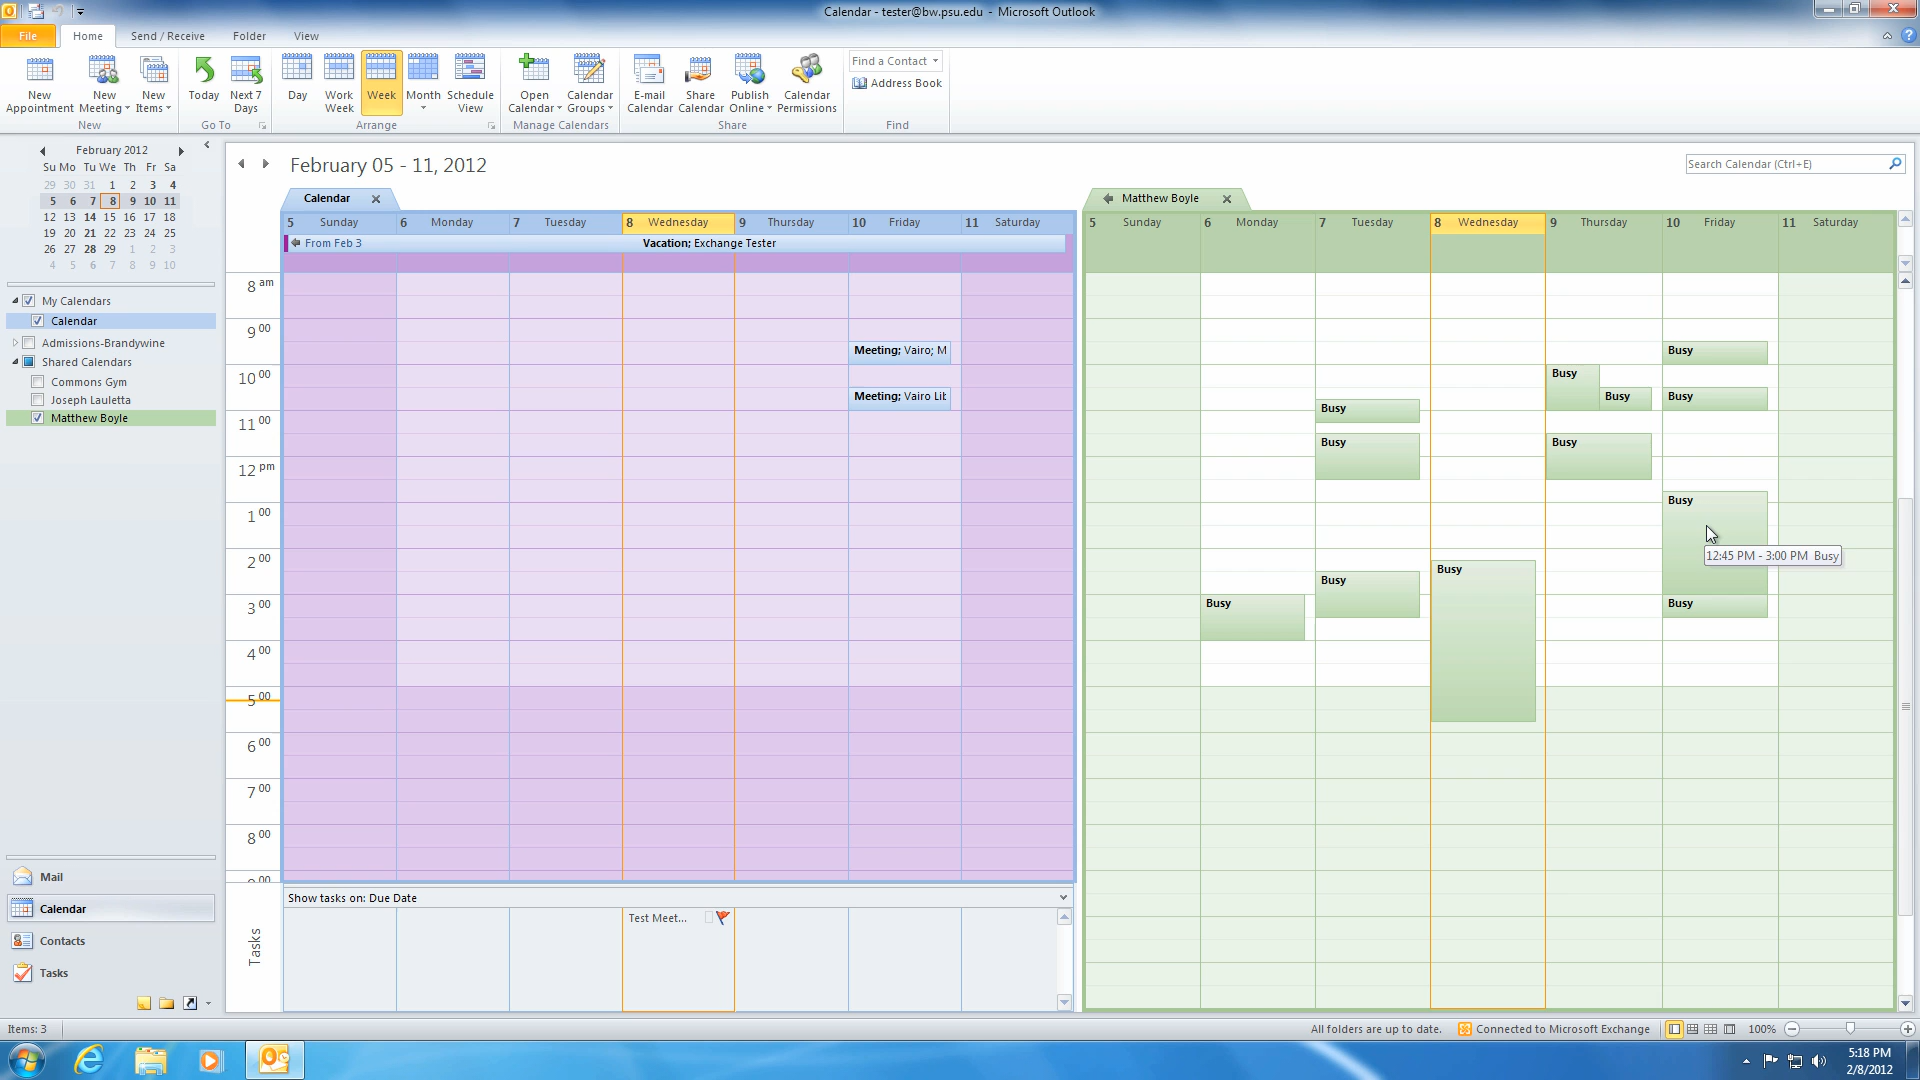 Calendar - tester@bw.psu.edu - Microsoft Outlook
File Home Send / Receive Folder View
New Appointment
New Meeting
New Items
Today
Next 7 Days
Day
Work Week
Week
Month
Schedule View
Open Calendar
Calendar Groups
E-mail Calendar
Share Calendar
Publish Online
Calendar Permissions
Find a Contact
Address Book
New Go To Arrange Manage Calendars Share Find
February 2012
Su Mo Tu We Th Fr Sa
29 30 31 1 2 3 4
5 6 7 8 9 10 11
12 13 14 15 16 17 18
19 20 21 22 23 24 25
26 27 28 29 1 2 3
4 5 6 7 8 9 10
My Calendars
Calendar
Admissions-Brandywine
Shared Calendars
Commons Gym
Joseph Lauletta
Matthew Boyle
Mail
Calendar
Contacts
Tasks
February 05 - 11, 2012
Search Calendar (Ctrl+E)
Calendar
5 Sunday 6 Monday 7 Tuesday 8 Wednesday 9 Thursday 10 Friday 11 Saturday
From Feb 3 Vacation; Exchange Tester
8 am
9 00
10 00
11 00
12 pm
1 00
2 00
3 00
4 00
5 00
6 00
7 00
8 00
9 00
Meeting; Vairo; M
Meeting; Vairo Lib
Show tasks on: Due Date
Tasks
Test Meet...
Matthew Boyle
5 Sunday 6 Monday 7 Tuesday 8 Wednesday 9 Thursday 10 Friday 11 Saturday
Busy
Busy
Busy
Busy
Busy
Busy
Busy
Busy
Busy
Busy
12:45 PM - 3:00 PM Busy
Busy
Busy
Busy
Items: 3
All folders are up to date. Connected to Microsoft Exchange 100%
5:18 PM
2/8/2012